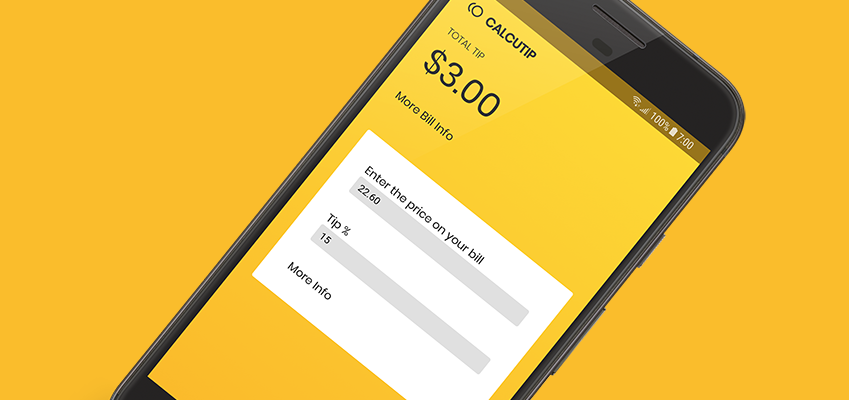 CALCUTIP
100% 7:00
TOTAL TIP
$3.00
More Bill Info
Enter the price on your bill
22.60
Tip %
15
More Info